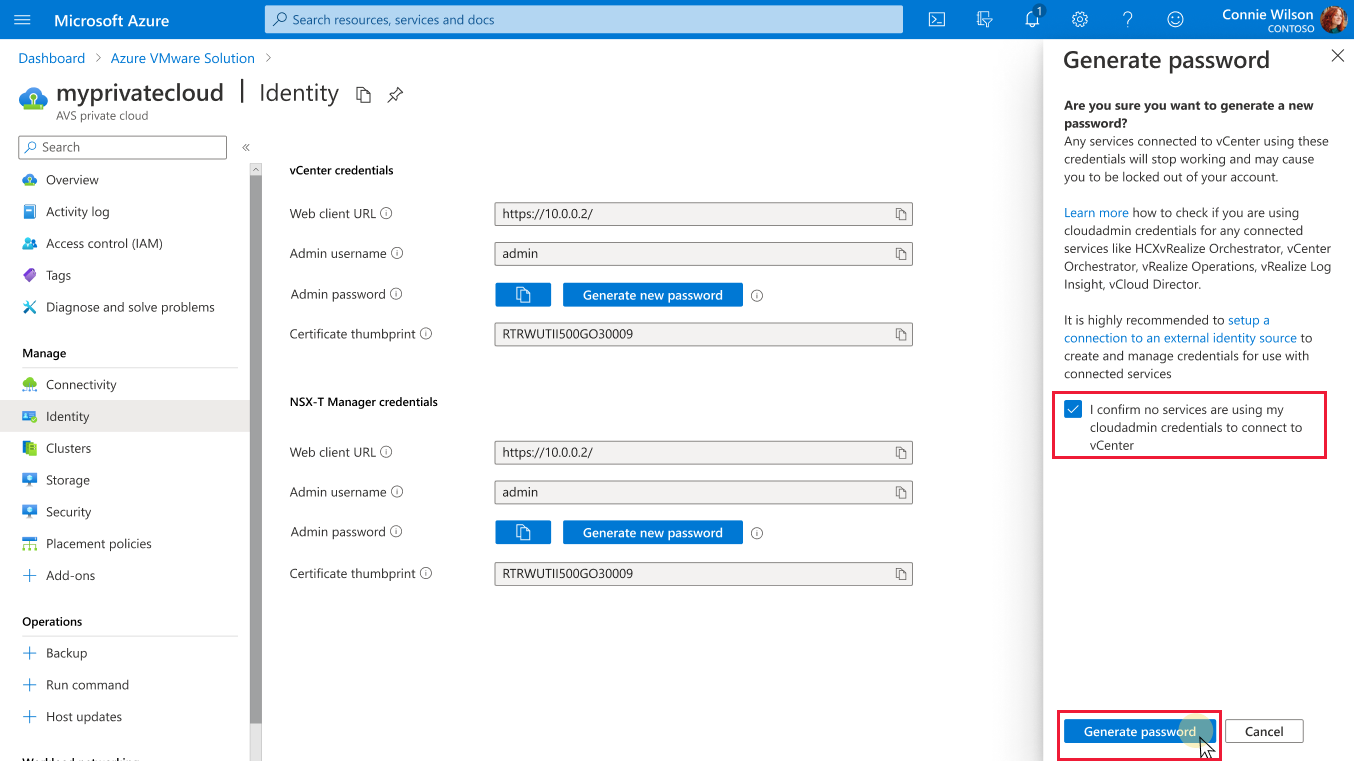 Microsoft Azure
Search resources, services and docs
1
Connie Wilson
CONTOSO
Dashboard > Azure VMware Solution >
myprivatecloud | Identity
AVS private cloud
Search
«
Overview
Activity log
Access control (IAM)
Tags
Diagnose and solve problems
Manage
Connectivity
Identity
Clusters
Storage
Security
Placement policies
Add-ons
Operations
Backup
Run command
Host updates
vCenter credentials
Web client URL
https://10.0.0.2/
Admin username
admin
Admin password
Generate new password
Certificate thumbprint
RTRWUTII500GO30009
NSX-T Manager credentials
Web client URL
https://10.0.0.2/
Admin username
admin
Admin password
Generate new password
Certificate thumbprint
RTRWUTII500GO30009
Generate password
Are you sure you want to generate a new
password?
Any services connected to vCenter using these
credentials will stop working and may cause
you to be locked out of your account.
Learn more how to check if you are using
cloudadmin credentials for any connected
services like HCXvRealize Orchestrator, vCenter
Orchestrator, vRealize Operations, vRealize Log
Insight, vCloud Director.
It is highly recommended to setup a
connection to an external identity source to
create and manage credentials for use with
connected services
I confirm no services are using my
cloudadmin credentials to connect to
vCenter
Generate password
Cancel